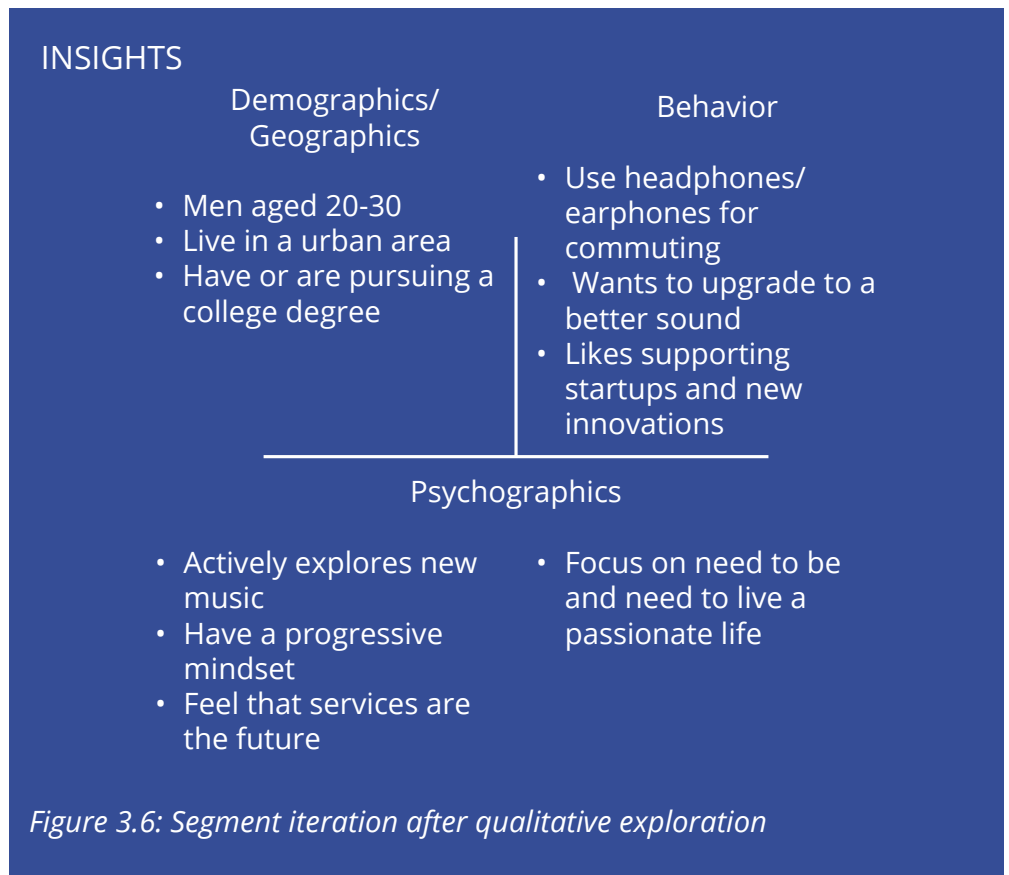 INSIGHTS
Demographics/
Geographics
• Men aged 20-30
• Live in a urban area
• Have or are pursuing a
college degree
Behavior
• Use headphones/
earphones for
commuting
• Wants to upgrade to a
better sound
• Likes supporting
startups and new
innovations
Psychographics
• Actively explores new
music
• Have a progressive
mindset
• Feel that services are
the future
• Focus on need to be
and need to live a
passionate life
Figure 3.6: Segment iteration after qualitative exploration